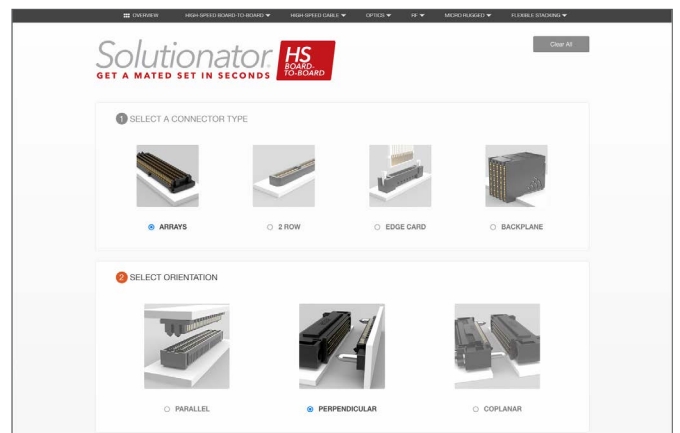 OVERVIEW HIGH-SPEED BOARD-TO-BOARD HIGH-SPEED CABLE OPTICS RF MICRO RUGGED FLEXIBLE STACKING
Solutionator®
GET A MATED SET IN SECONDS
HS
BOARD-
TO-BOARD
Clear All
1 SELECT A CONNECTOR TYPE
ARRAYS 2 ROW EDGE CARD BACKPLANE
2 SELECT ORIENTATION
PARALLEL PERPENDICULAR COPLANAR